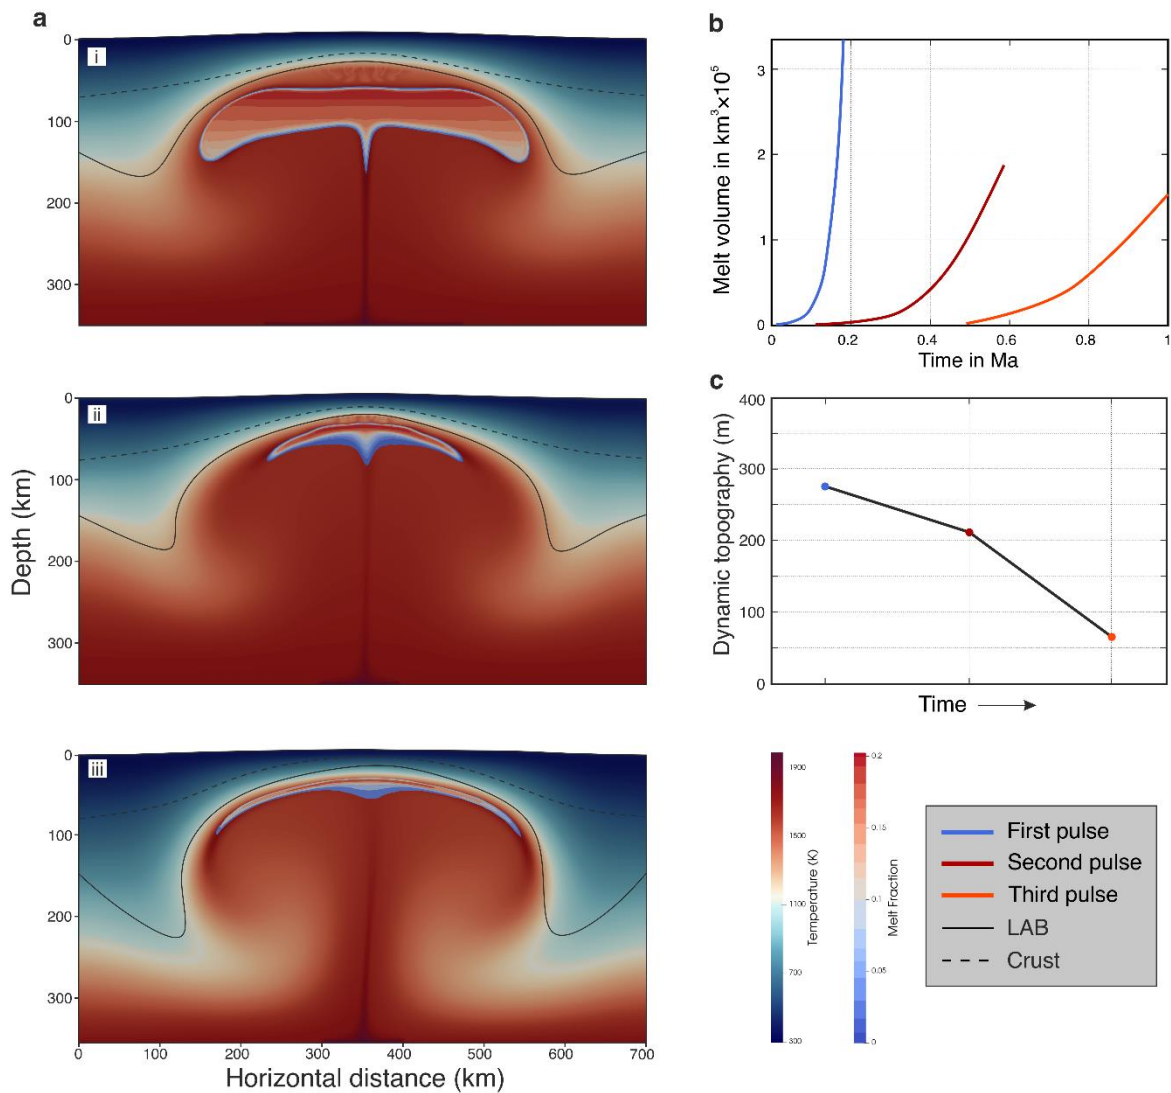 a
i
0
100
200
300
ii
0
100
200
300
iii
0
100
200
300
0
100
200
300
400
500
600
700
Depth (km)
Horizontal distance (km)
b
3
2
1
0
0
0.2
0.4
0.6
0.8
1
Melt volume in km³×10⁵
Time in Ma
c
400
300
200
100
0
Dynamic topography (m)
Time
1900
1500
1100
700
300
Temperature (K)
0.2
0.15
0.1
0.05
0
Melt Fraction
First pulse
Second pulse
Third pulse
LAB
Crust